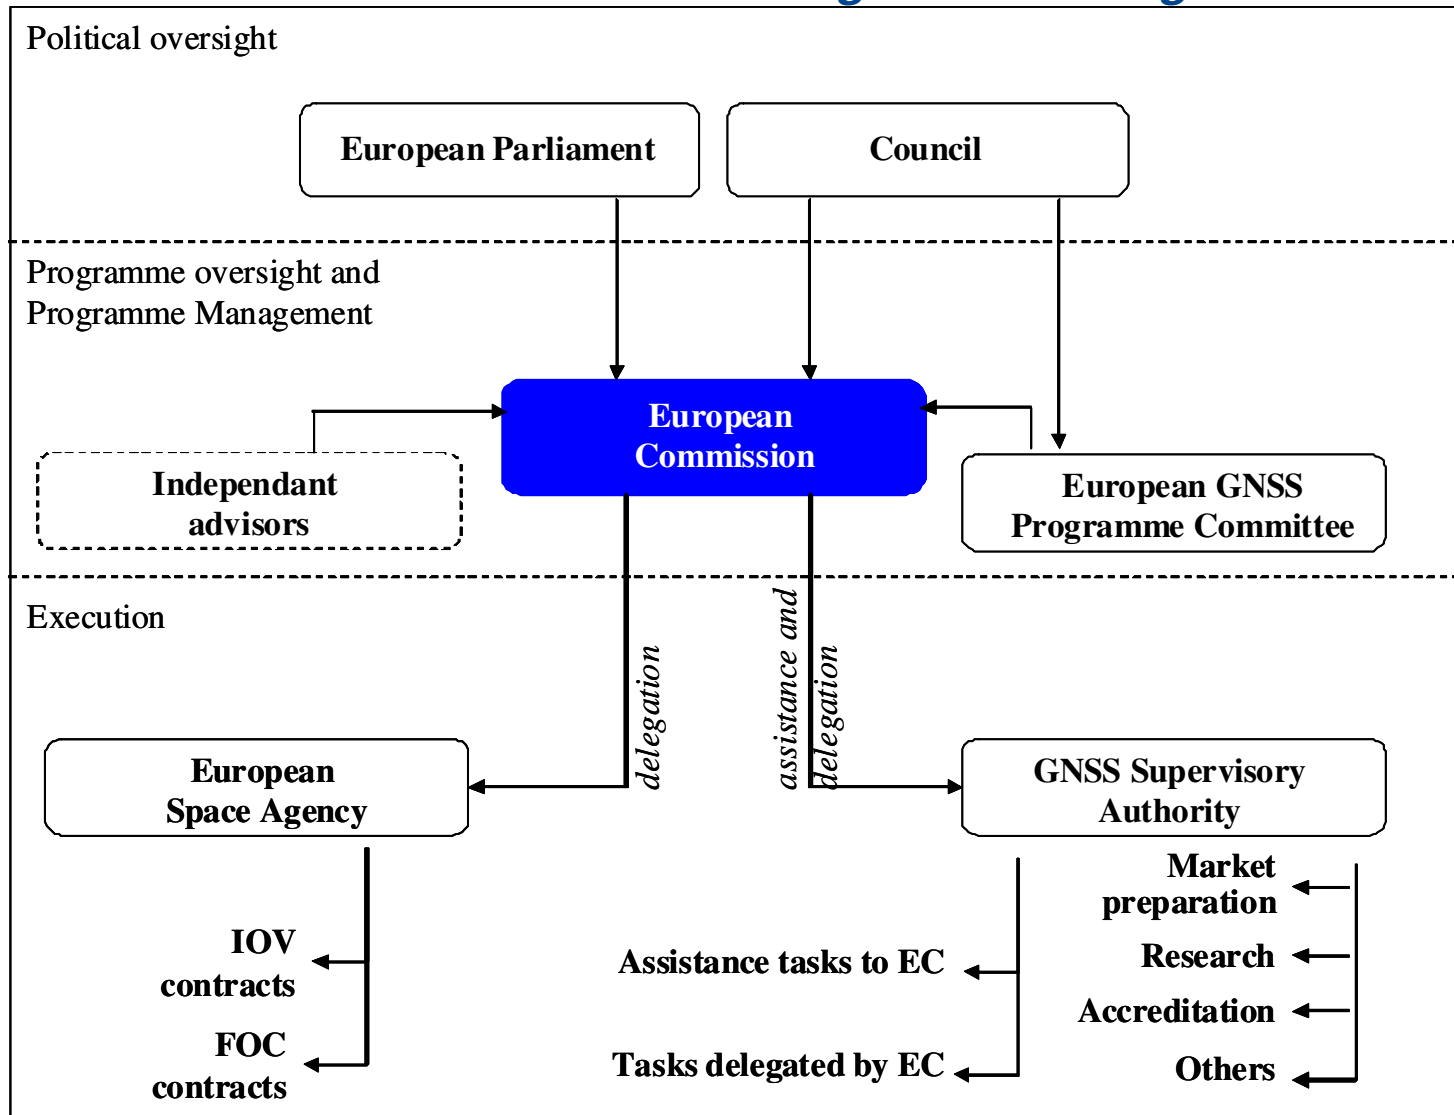 Political oversight
European Parliament
Council
Programme oversight and
Programme Management
European
Commission
Independant
advisors
European GNSS
Programme Committee
Execution
delegation
assistance and
delegation
European
Space Agency
GNSS Supervisory
Authority
Market
preparation
IOV
contracts
Assistance tasks to EC
Research
Accreditation
FOC
contracts
Tasks delegated by EC
Others